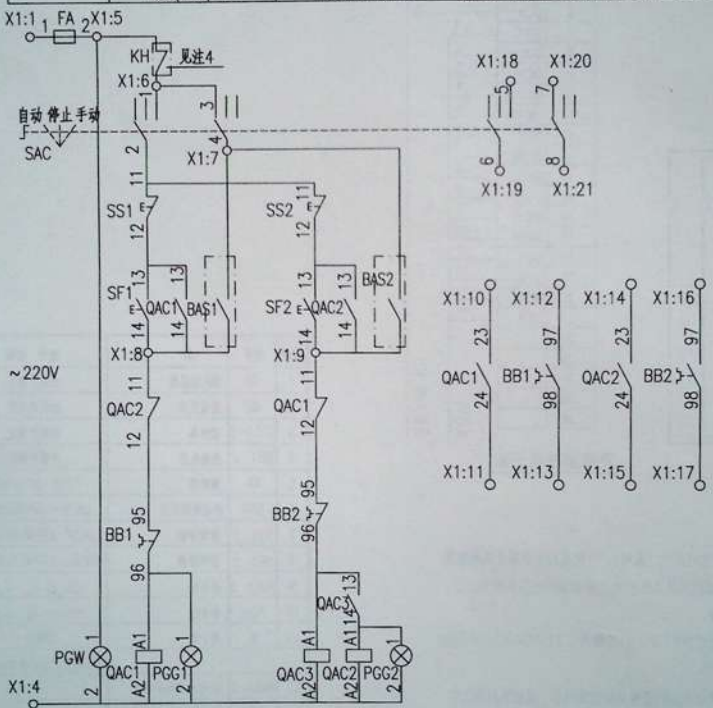 X1:1 1 FA 2 X1:5
KH 见注4
X1:6
X1:18 X1:20
1 3 5 7
自动 停止 手动
SAC
2 4 6 8
X1:7 X1:19 X1:21
11 11
SS1 SS2
12 12
13 13 13 13
SF1 QAC1 BAS1 SF2 QAC2 BAS2
14 14 14 14
X1:8 X1:9
X1:10 X1:12 X1:14 X1:16
23 97 23 97
QAC1 BB1 QAC2 BB2
24 98 24 98
X1:11 X1:13 X1:15 X1:17
~220V
11 11
QAC2 QAC1
12 12
95 95
BB1 BB2
96 96
13
QAC3
14
A1 1 A1 A1 1
PGW 1 QAC1 PGG1 QAC3 QAC2 PGG2
2 A2 2 A2 A2 2
X1:4